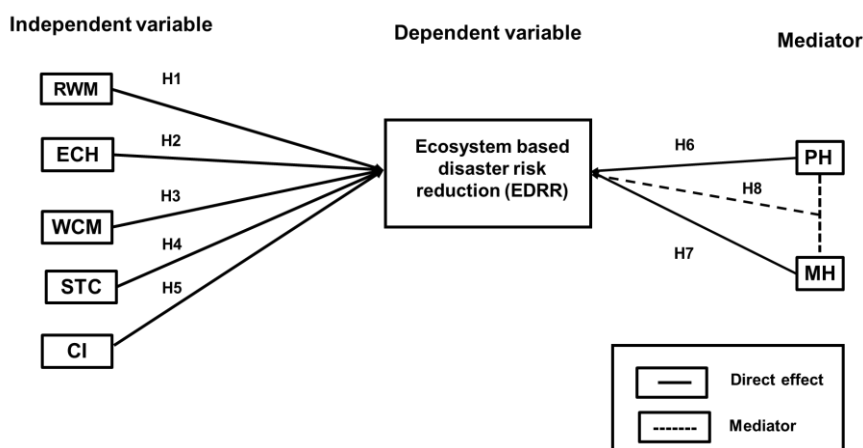 Independent variable
Dependent variable
Mediator
RWM
H1
ECH
H2
WCM
H3
STC
H4
CI
H5
Ecosystem based
disaster risk
reduction (EDRR)
H6
PH
H8
H7
MH
Direct effect
Mediator